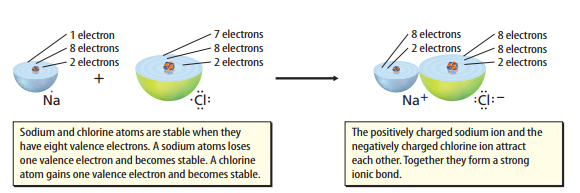 1 electron
8 electrons
2 electrons
7 electrons
8 electrons
2 electrons
8 electrons
2 electrons
8 electrons
8 electrons
2 electrons
+
Na
·Cl:
Na+
:Cl:−
Sodium and chlorine atoms are stable when they
have eight valence electrons. A sodium atoms loses
one valence electron and becomes stable. A chlorine
atom gains one valence electron and becomes stable.
The positively charged sodium ion and the
negatively charged chlorine ion attract
each other. Together they form a strong
ionic bond.